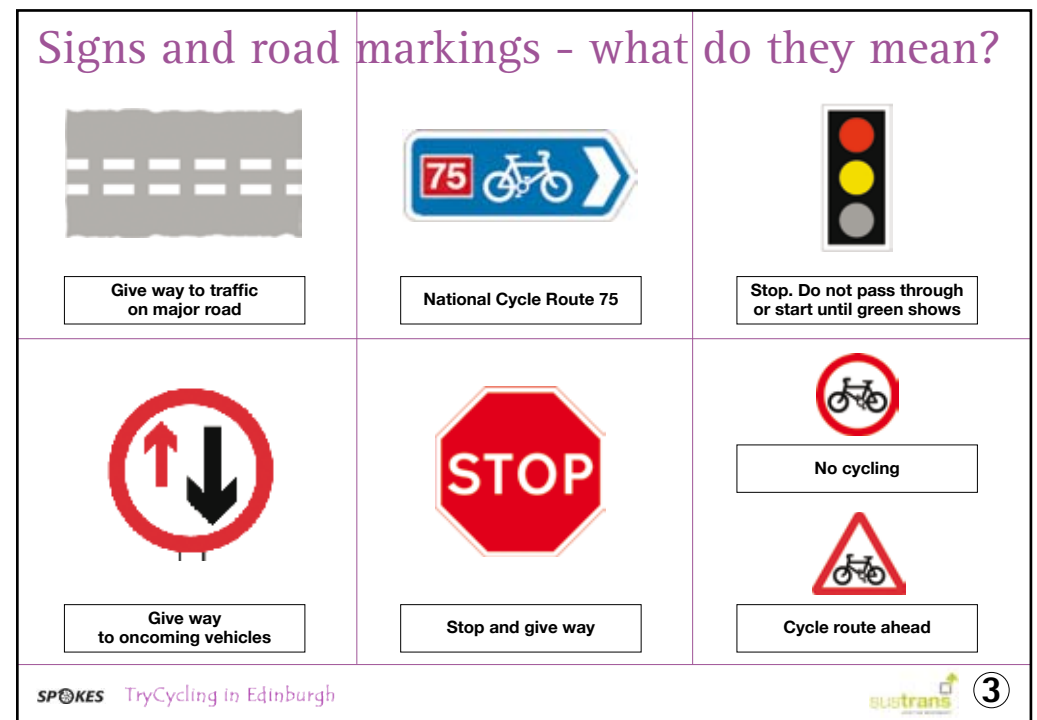 Signs and road markings - what do they mean?
Give way to traffic
on major road
75
National Cycle Route 75
Stop. Do not pass through
or start until green shows
Give way
to oncoming vehicles
STOP
Stop and give way
No cycling
Cycle route ahead
SPOKES TryCycling in Edinburgh
sustrans
3